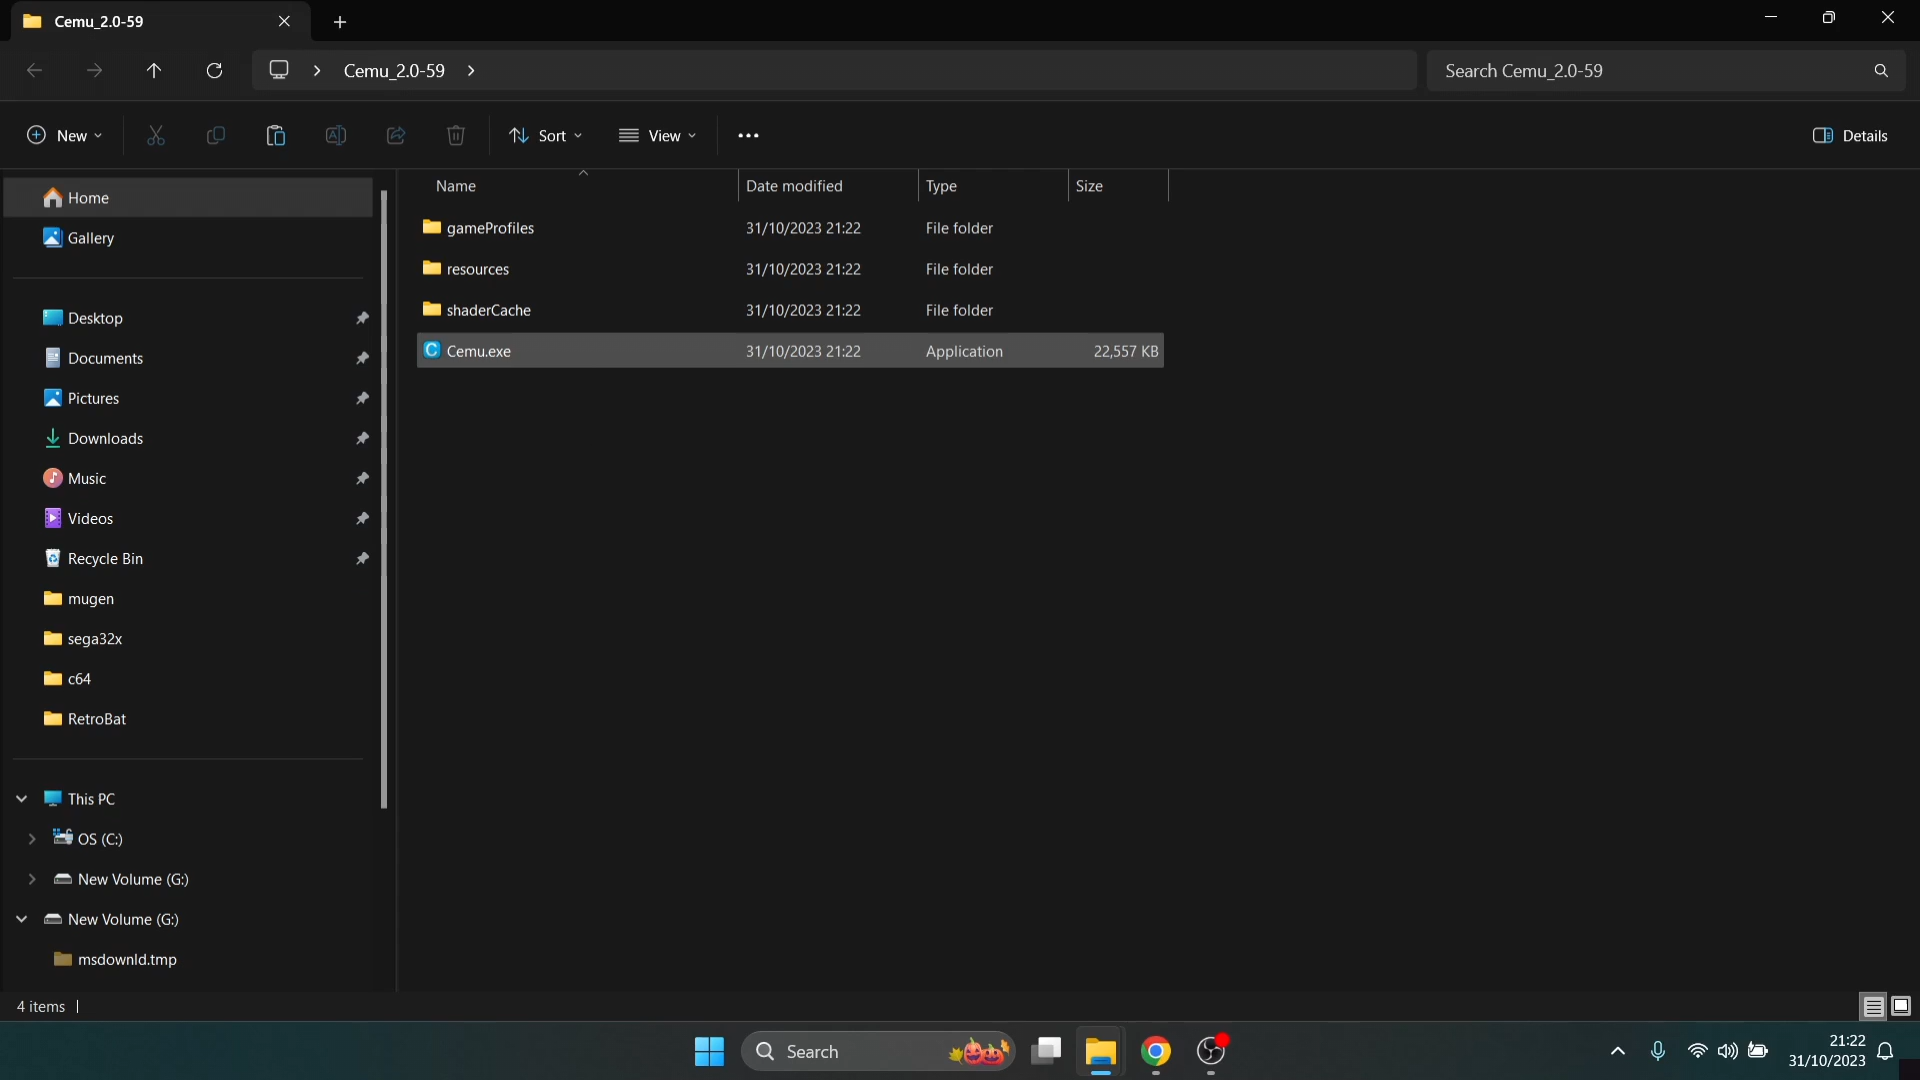 Cemu_2.0-59
Cemu_2.0-59
Search Cemu_2.0-59
New
Sort
View
Details
Name
Date modified
Type
Size
Home
Gallery
Desktop
Documents
Pictures
Downloads
Music
Videos
Recycle Bin
mugen
sega32x
c64
RetroBat
This PC
OS (C:)
New Volume (G:)
New Volume (G:)
msdownld.tmp
gameProfiles 31/10/2023 21:22 File folder
resources 31/10/2023 21:22 File folder
shaderCache 31/10/2023 21:22 File folder
Cemu.exe 31/10/2023 21:22 Application 22,557 KB
4 items
Search
21:22
31/10/2023